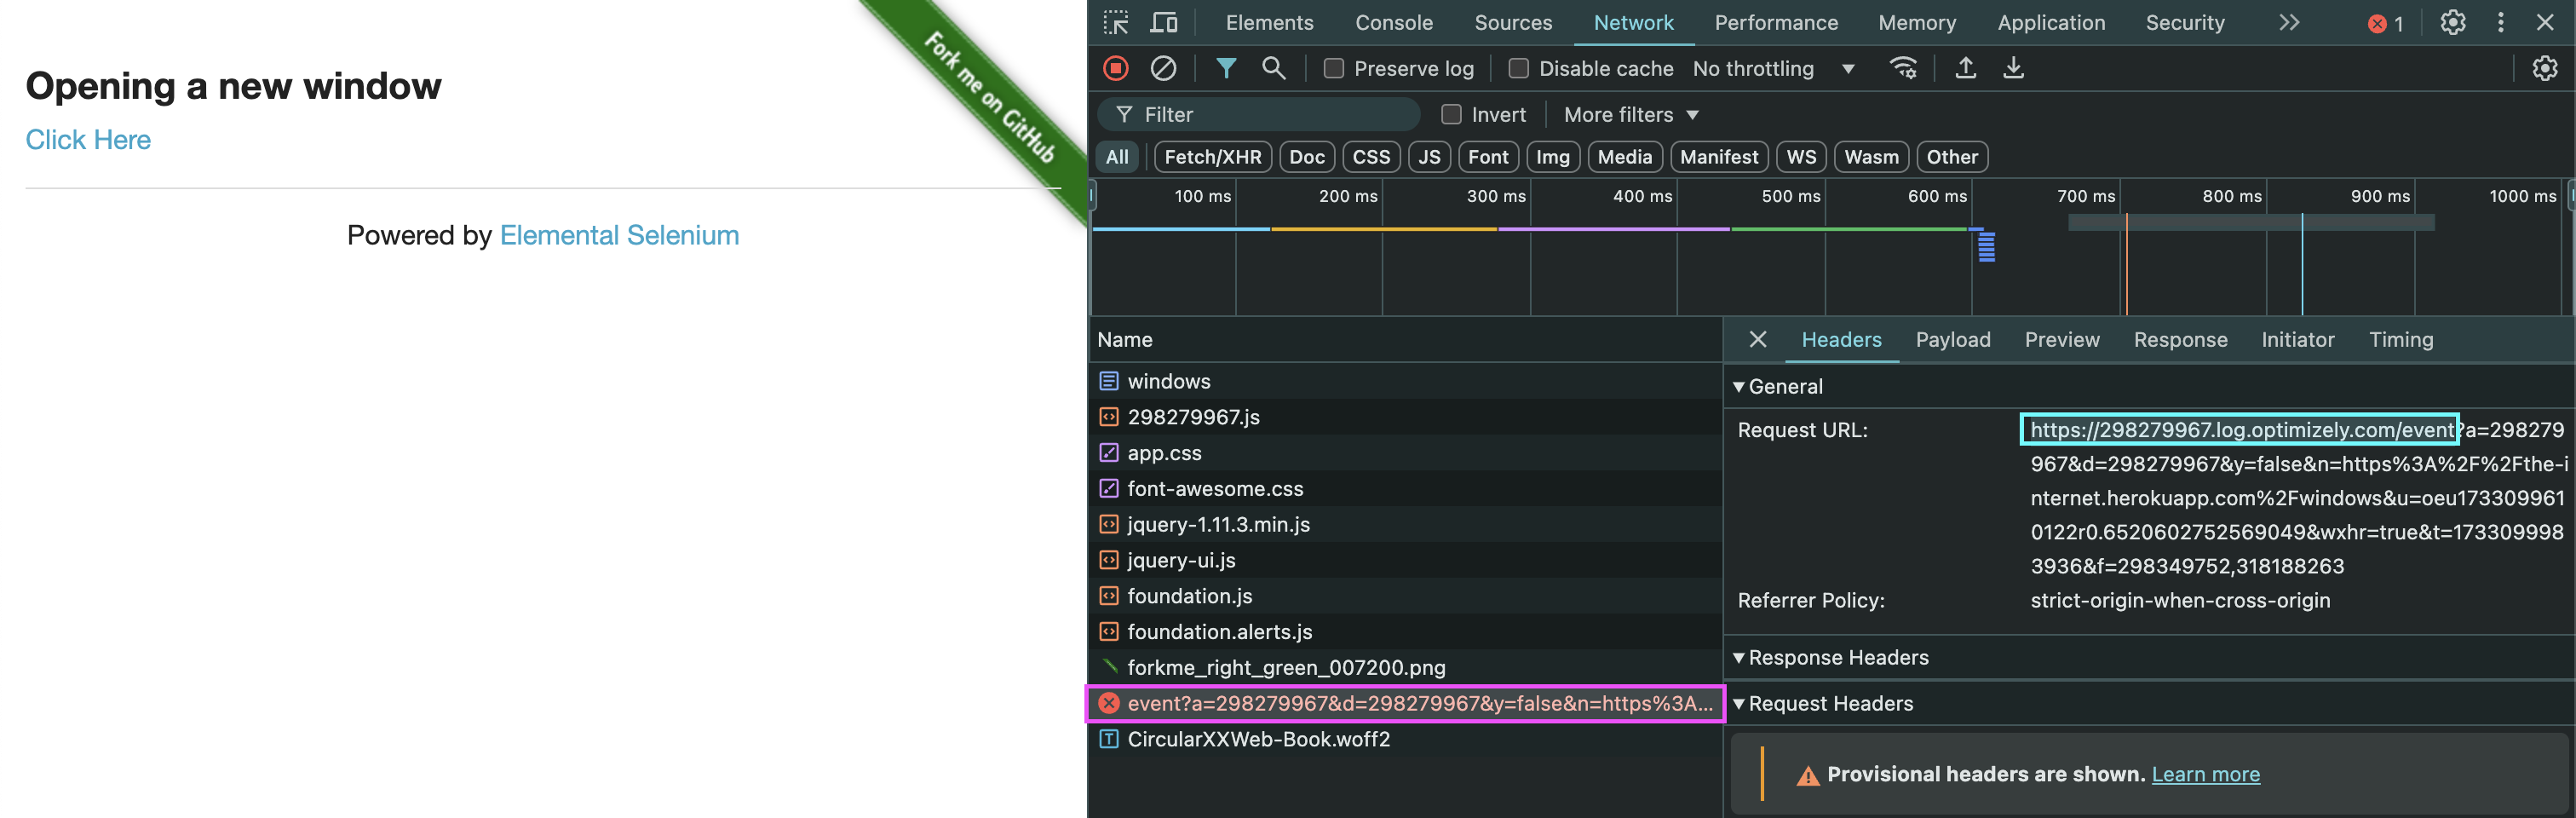 Opening a new window
Click Here
Powered by Elemental Selenium
Fork me on GitHub
Elements Console Sources Network Performance Memory Application Security 1
Preserve log Disable cache No throttling
Filter Invert More filters
All Fetch/XHR Doc CSS JS Font Img Media Manifest WS Wasm Other
100 ms 200 ms 300 ms 400 ms 500 ms 600 ms 700 ms 800 ms 900 ms 1000 ms
Name
windows
298279967.js
app.css
font-awesome.css
jquery-1.11.3.min.js
jquery-ui.js
foundation.js
foundation.alerts.js
forkme_right_green_007200.png
event?a=298279967&d=298279967&y=false&n=https%3A...
CircularXXWeb-Book.woff2
Headers Payload Preview Response Initiator Timing
General
Request URL: https://298279967.log.optimizely.com/event?a=298279
967&d=298279967&y=false&n=https%3A%2F%2Fthe-i
nternet.herokuapp.com%2Fwindows&u=oeu173309961
0122r0.6520602752569049&wxhr=true&t=173309998
3936&f=298349752,318188263
Referrer Policy: strict-origin-when-cross-origin
Response Headers
Request Headers
Provisional headers are shown. Learn more